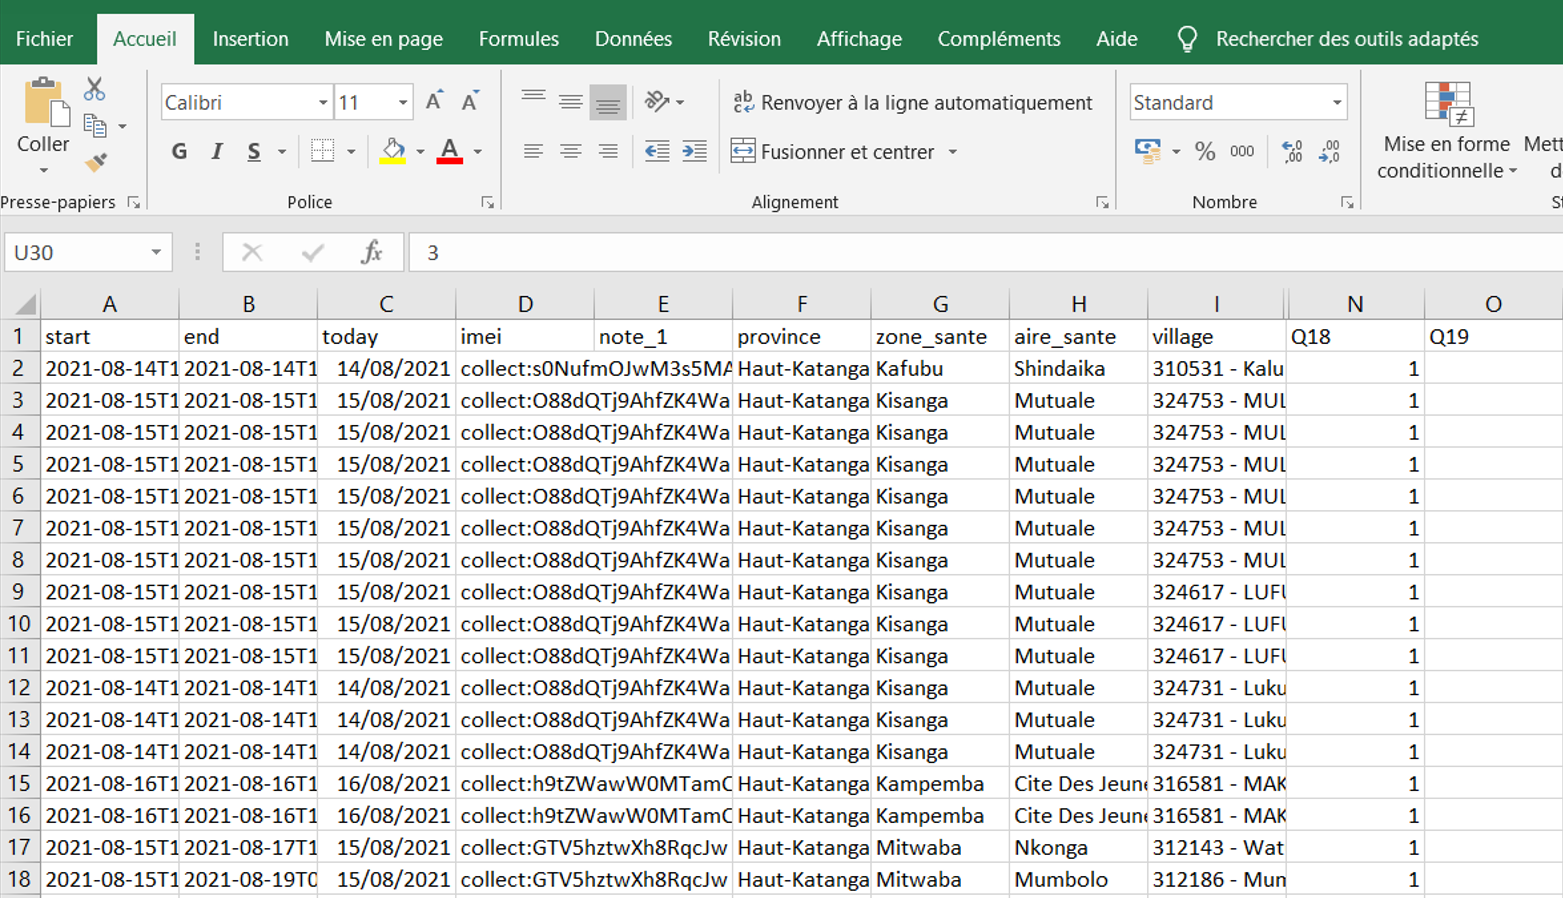 Fichier Accueil Insertion Mise en page Formules Données Révision Affichage Compléments Aide Rechercher des outils adaptés
Calibri 11 A A ab c Renvoyer à la ligne automatiquement Standard
Coller G I S A Fusionner et centrer % 000 Mise en forme conditionnelle Mett
Presse-papiers Police Alignement Nombre St
U30 fx 3
A B C D E F G H I N O
1 start end today imei note_1 province zone_sante aire_sante village Q18 Q19
2 2021-08-14T1 2021-08-14T1 14/08/2021 collect:s0NufmOJwM3s5MA Haut-Katanga Kafubu Shindaika 310531 - Kalu 1
3 2021-08-15T1 2021-08-15T1 15/08/2021 collect:O88dQTj9AhfZK4Wa Haut-Katanga Kisanga Mutuale 324753 - MUL 1
4 2021-08-15T1 2021-08-15T1 15/08/2021 collect:O88dQTj9AhfZK4Wa Haut-Katanga Kisanga Mutuale 324753 - MUL 1
5 2021-08-15T1 2021-08-15T1 15/08/2021 collect:O88dQTj9AhfZK4Wa Haut-Katanga Kisanga Mutuale 324753 - MUL 1
6 2021-08-15T1 2021-08-15T1 15/08/2021 collect:O88dQTj9AhfZK4Wa Haut-Katanga Kisanga Mutuale 324753 - MUL 1
7 2021-08-15T1 2021-08-15T1 15/08/2021 collect:O88dQTj9AhfZK4Wa Haut-Katanga Kisanga Mutuale 324753 - MUL 1
8 2021-08-15T1 2021-08-15T1 15/08/2021 collect:O88dQTj9AhfZK4Wa Haut-Katanga Kisanga Mutuale 324753 - MUL 1
9 2021-08-15T1 2021-08-15T1 15/08/2021 collect:O88dQTj9AhfZK4Wa Haut-Katanga Kisanga Mutuale 324617 - LUFU 1
10 2021-08-15T1 2021-08-15T1 15/08/2021 collect:O88dQTj9AhfZK4Wa Haut-Katanga Kisanga Mutuale 324617 - LUFU 1
11 2021-08-15T1 2021-08-15T1 15/08/2021 collect:O88dQTj9AhfZK4Wa Haut-Katanga Kisanga Mutuale 324617 - LUFU 1
12 2021-08-14T1 2021-08-14T1 14/08/2021 collect:O88dQTj9AhfZK4Wa Haut-Katanga Kisanga Mutuale 324731 - Luku 1
13 2021-08-14T1 2021-08-14T1 14/08/2021 collect:O88dQTj9AhfZK4Wa Haut-Katanga Kisanga Mutuale 324731 - Luku 1
14 2021-08-14T1 2021-08-14T1 14/08/2021 collect:O88dQTj9AhfZK4Wa Haut-Katanga Kisanga Mutuale 324731 - Luku 1
15 2021-08-16T1 2021-08-16T1 16/08/2021 collect:h9tZWawW0MTamC Haut-Katanga Kampemba Cite Des Jeune 316581 - MAK 1
16 2021-08-16T1 2021-08-16T1 16/08/2021 collect:h9tZWawW0MTamC Haut-Katanga Kampemba Cite Des Jeune 316581 - MAK 1
17 2021-08-15T1 2021-08-17T1 15/08/2021 collect:GTV5hztwXh8RqcJw Haut-Katanga Mitwaba Nkonga 312143 - Wat 1
18 2021-08-15T1 2021-08-19T0 15/08/2021 collect:GTV5hztwXh8RqcJw Haut-Katanga Mitwaba Mumbolo 312186 - Mum 1